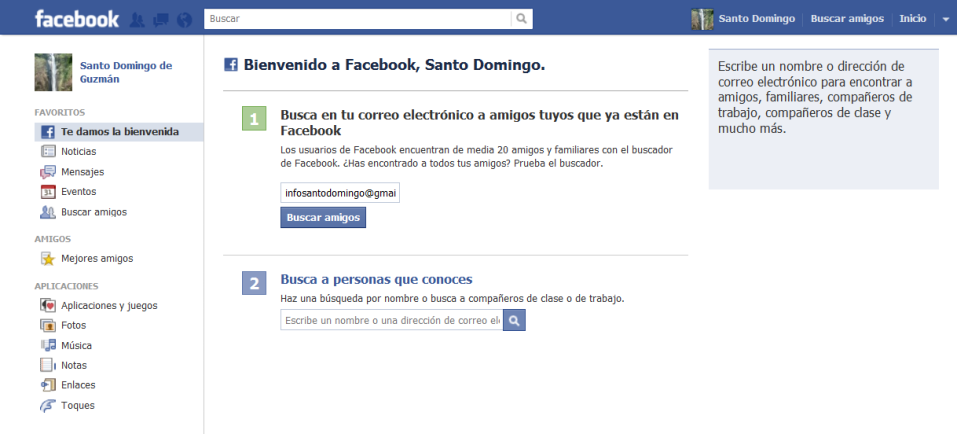 facebook
Buscar
Santo Domingo
Buscar amigos
Inicio
Santo Domingo de
Guzmán
FAVORITOS
Te damos la bienvenida
Noticias
Mensajes
31
Eventos
Buscar amigos
AMIGOS
Mejores amigos
APLICACIONES
Aplicaciones y juegos
Fotos
Música
Notas
Enlaces
Toques
Bienvenido a Facebook, Santo Domingo.
1
Busca en tu correo electrónico a amigos tuyos que ya están en
Facebook
Los usuarios de Facebook encuentran de media 20 amigos y familiares con el buscador
de Facebook. ¿Has encontrado a todos tus amigos? Prueba el buscador.
infosantodomingo@gmai
Buscar amigos
2
Busca a personas que conoces
Haz una búsqueda por nombre o busca a compañeros de clase o de trabajo.
Escribe un nombre o una dirección de correo ele
Escribe un nombre o dirección de
correo electrónico para encontrar a
amigos, familiares, compañeros de
trabajo, compañeros de clase y
mucho más.